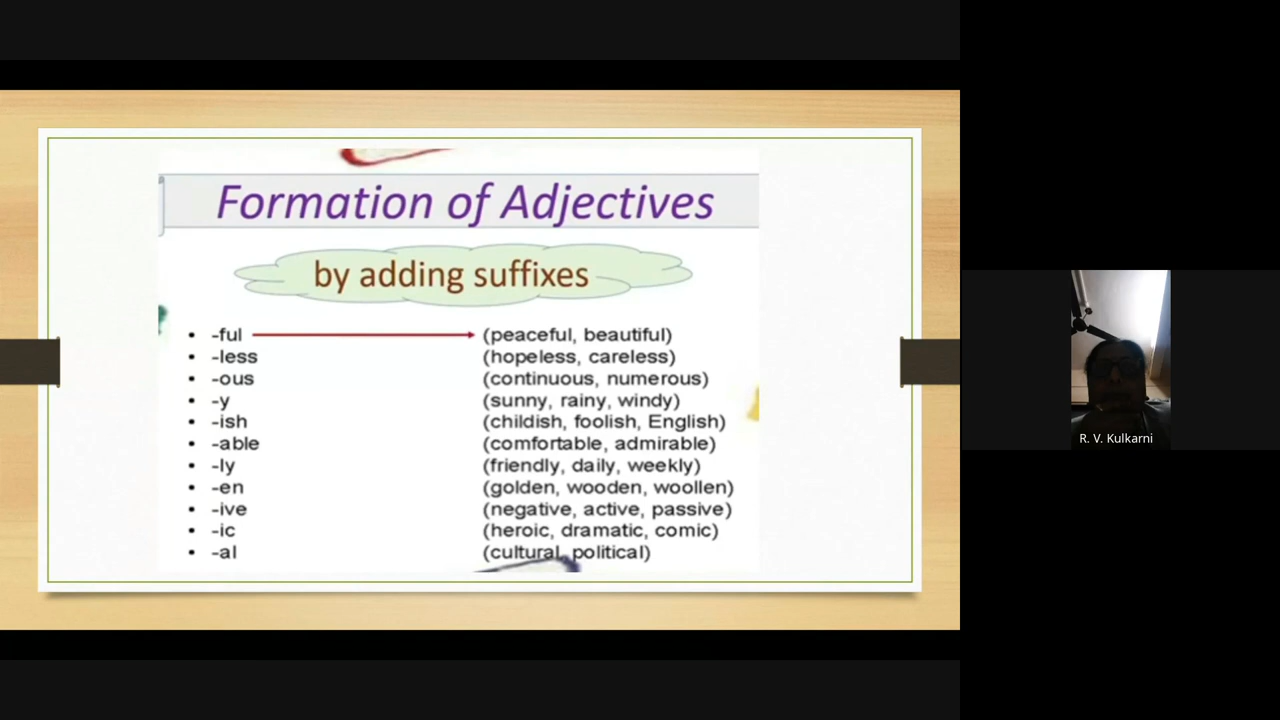 Formation of Adjectives
by adding suffixes
• -ful (peaceful, beautiful)
• -less (hopeless, careless)
• -ous (continuous, numerous)
• -y (sunny, rainy, windy)
• -ish (childish, foolish, English)
• -able (comfortable, admirable)
• -ly (friendly, daily, weekly)
• -en (golden, wooden, woollen)
• -ive (negative, active, passive)
• -ic (heroic, dramatic, comic)
• -al (cultural, political)
R. V. Kulkarni